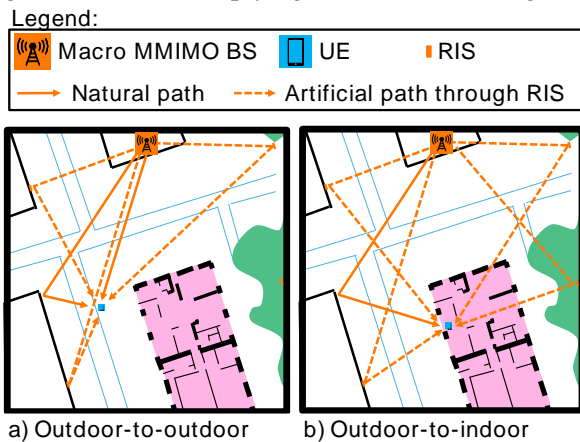 Legend:
Macro MMIMO BS UE RIS
Natural path Artificial path through RIS
a) Outdoor-to-outdoor b) Outdoor-to-indoor